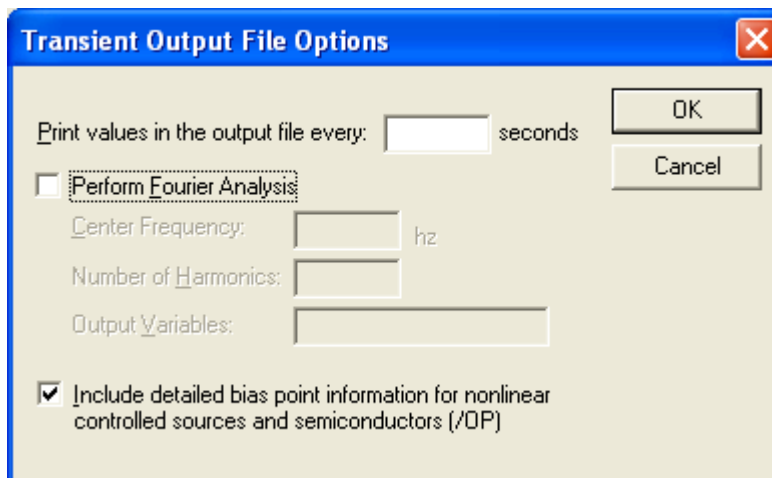 Transient Output File Options
OK
Print values in the output file every: seconds
Cancel
Perform Fourier Analysis
Center Frequency: hz
Number of Harmonics:
Output Variables:
Include detailed bias point information for nonlinear
controlled sources and semiconductors (/OP)